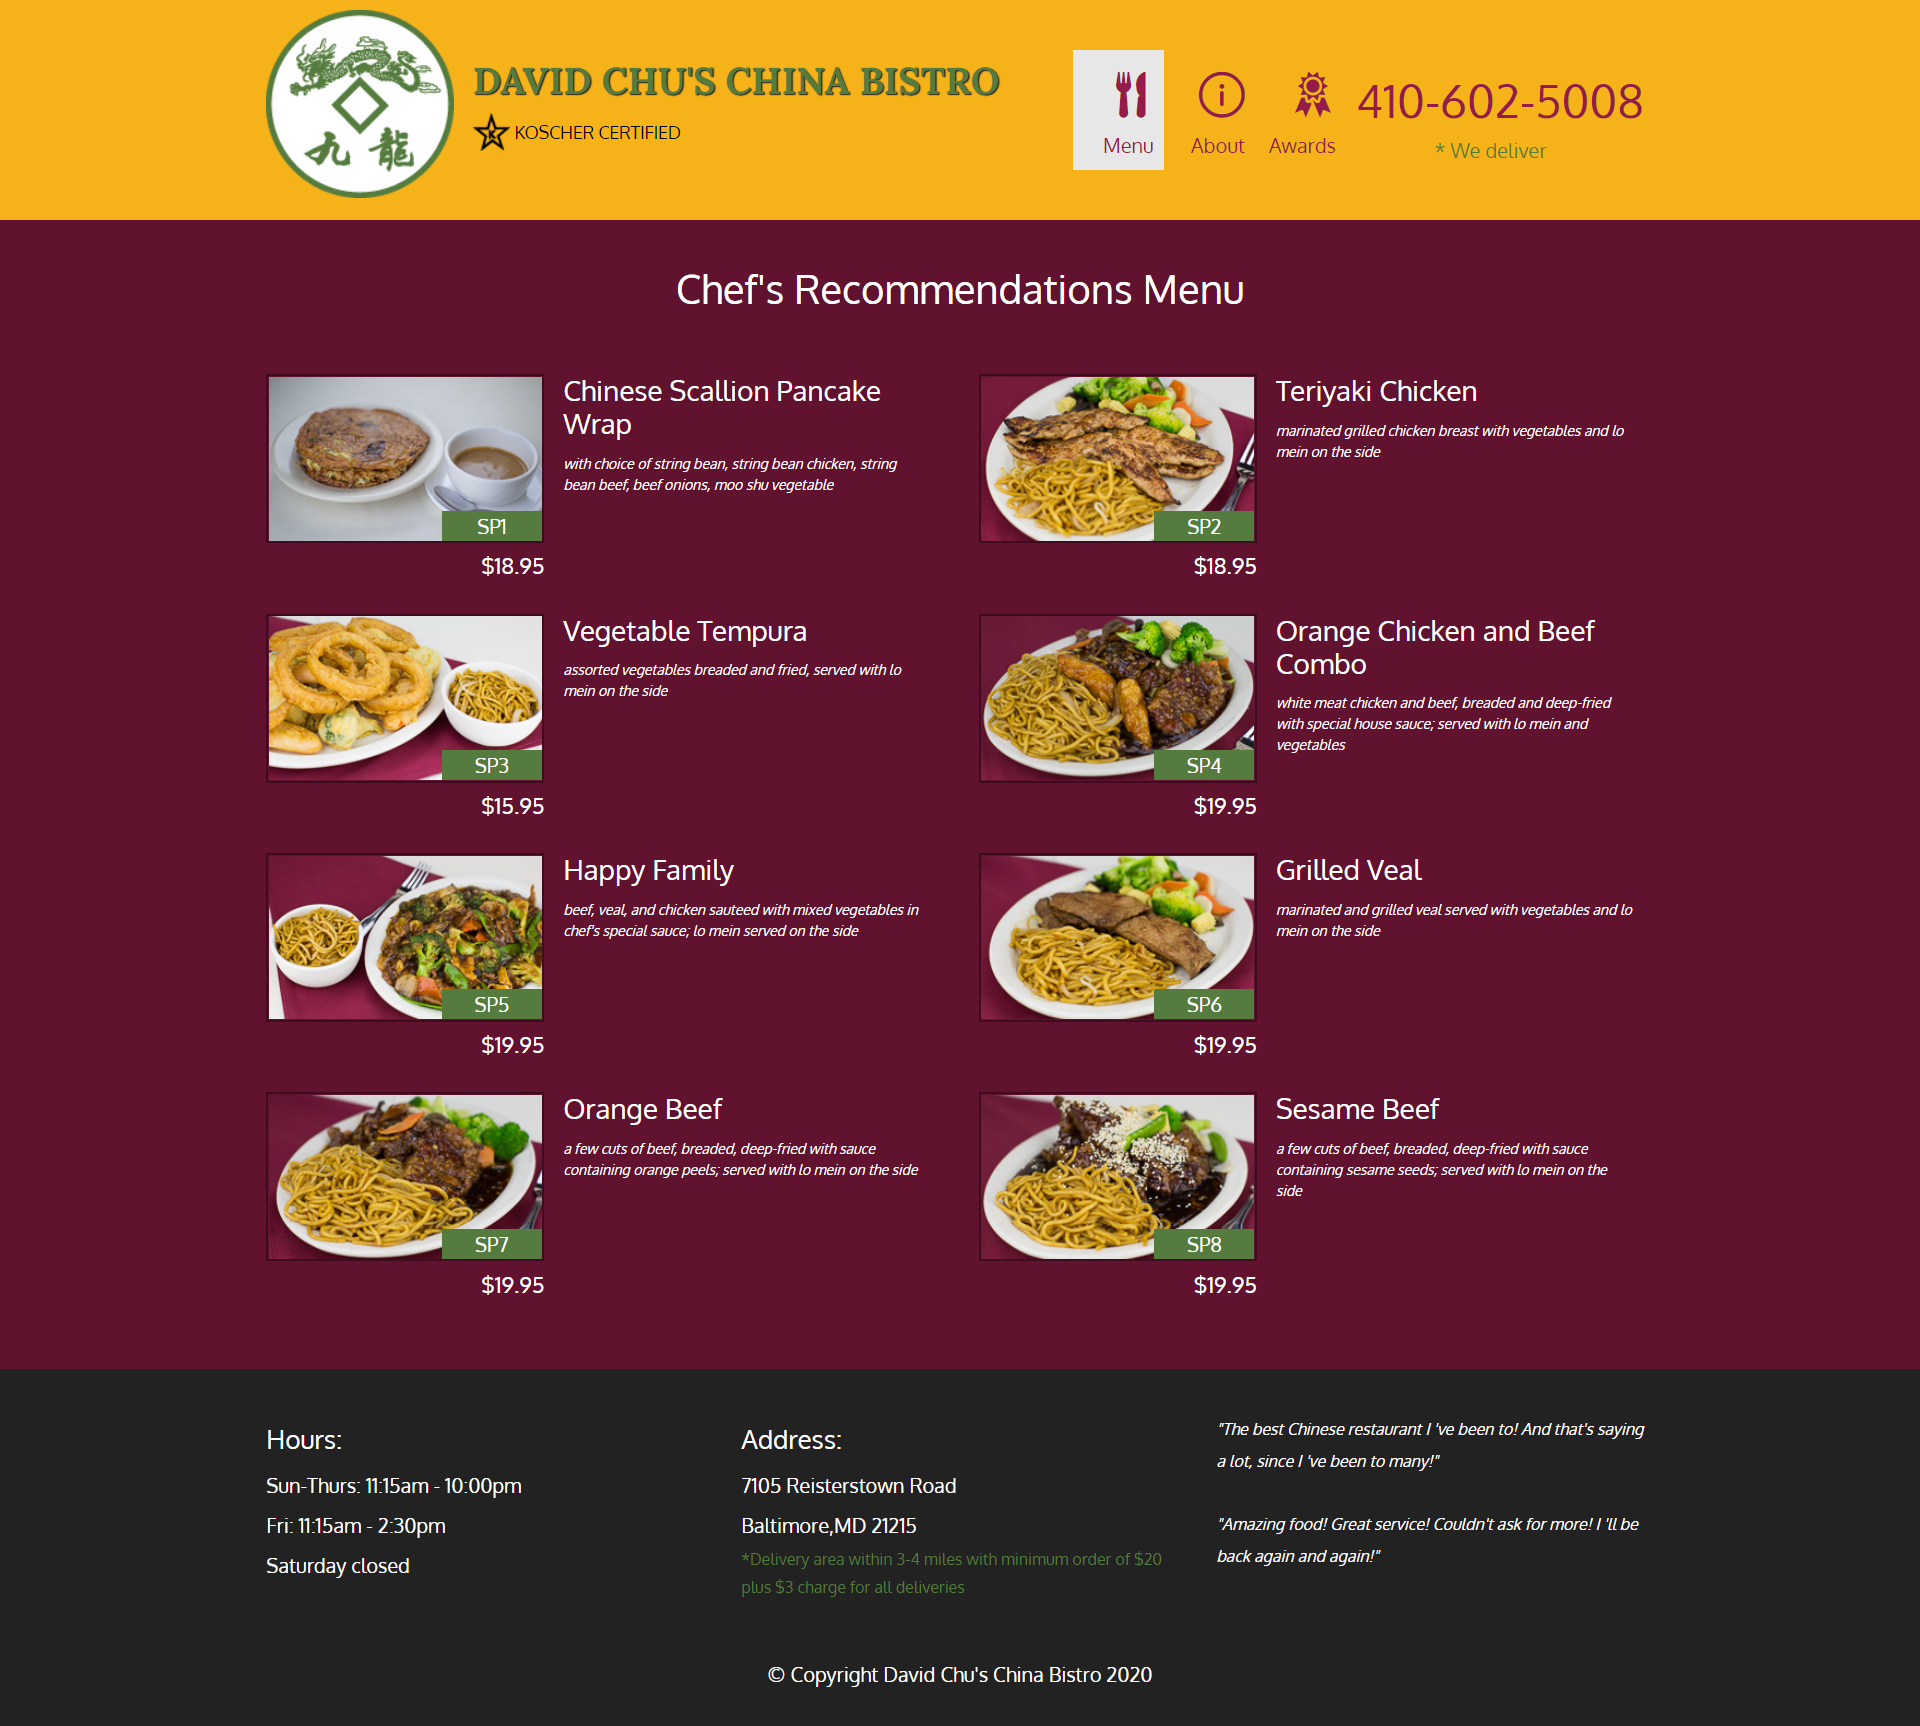 九 龍
DAVID CHU'S CHINA BISTRO
K
KOSCHER CERTIFIED
Menu
About
Awards
410-602-5008
* We deliver
Chef's Recommendations Menu
SP1
$18.95
Chinese Scallion Pancake
Wrap
with choice of string bean, string bean chicken, string
bean beef, beef onions, moo shu vegetable
SP2
$18.95
Teriyaki Chicken
marinated grilled chicken breast with vegetables and lo
mein on the side
SP3
$15.95
Vegetable Tempura
assorted vegetables breaded and fried, served with lo
mein on the side
SP4
$19.95
Orange Chicken and Beef
Combo
white meat chicken and beef, breaded and deep-fried
with special house sauce; served with lo mein and
vegetables
SP5
$19.95
Happy Family
beef, veal, and chicken sauteed with mixed vegetables in
chef's special sauce; lo mein served on the side
SP6
$19.95
Grilled Veal
marinated and grilled veal served with vegetables and lo
mein on the side
SP7
$19.95
Orange Beef
a few cuts of beef, breaded, deep-fried with sauce
containing orange peels; served with lo mein on the side
SP8
$19.95
Sesame Beef
a few cuts of beef, breaded, deep-fried with sauce
containing sesame seeds; served with lo mein on the
side
Hours:
Sun-Thurs: 11:15am - 10:00pm
Fri: 11:15am - 2:30pm
Saturday closed
Address:
7105 Reisterstown Road
Baltimore,MD 21215
*Delivery area within 3-4 miles with minimum order of $20
plus $3 charge for all deliveries
"The best Chinese restaurant I 've been to! And that's saying
a lot, since I 've been to many!"
"Amazing food! Great service! Couldn't ask for more! I 'll be
back again and again!"
© Copyright David Chu's China Bistro 2020